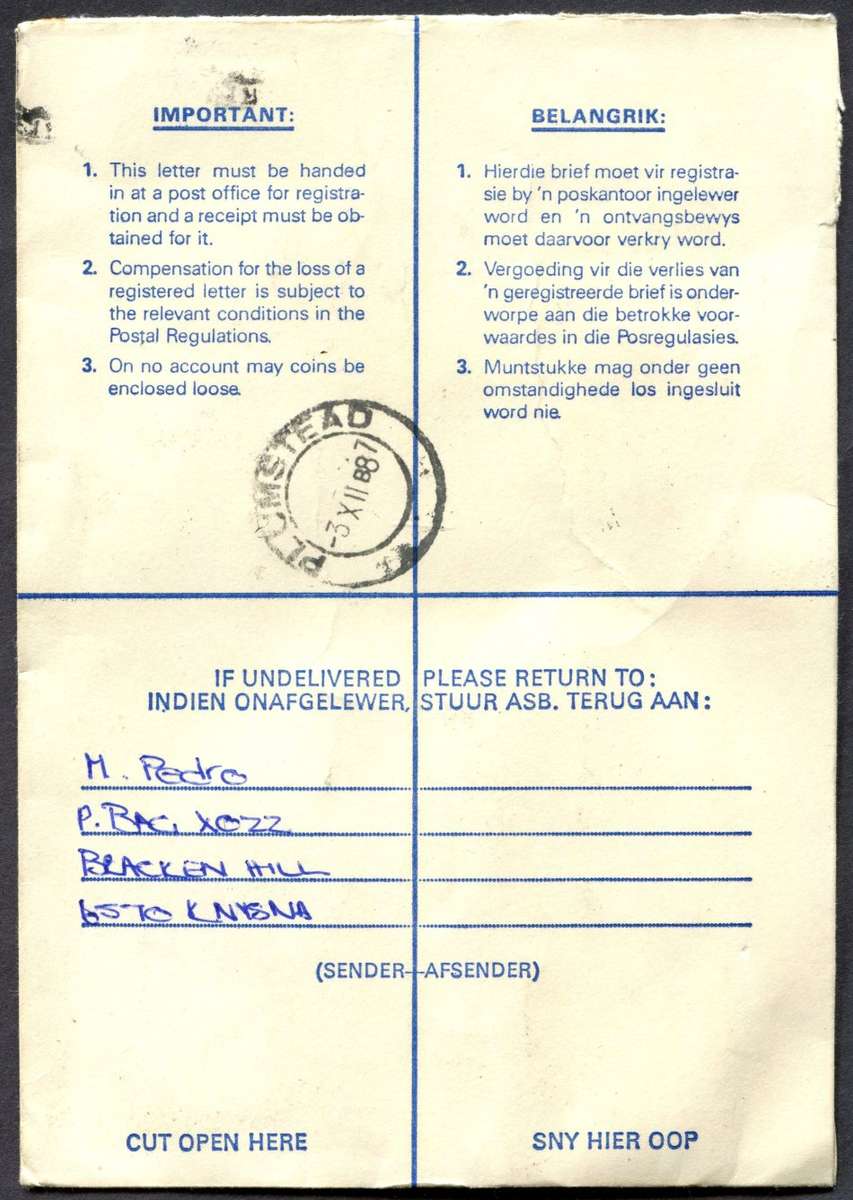 IMPORTANT:
1. This letter must be handed
in at a post office for registra-
tion and a receipt must be ob-
tained for it.
2. Compensation for the loss of a
registered letter is subject to
the relevant conditions in the
Postal Regulations.
3. On no account may coins be
enclosed loose.
BELANGRIK:
1. Hierdie brief moet vir registra-
sie by 'n poskantoor ingelewer
word en 'n ontvangsbewys
moet daarvoor verkry word.
2. Vergoeding vir die verlies van
'n geregistreerde brief is onder-
worpe aan die betrokke voor-
waardes in die Posregulasies.
3. Muntstukke mag onder geen
omstandighede los ingesluit
word nie.
PLUMSTEAD
-3 XII 87
IF UNDELIVERED PLEASE RETURN TO:
INDIEN ONAFGELEWER, STUUR ASB. TERUG AAN:
M. Pedro
P. BAG X022
BRACKEN HILL
6570 KNYSNA
(SENDER-AFSENDER)
CUT OPEN HERE
SNY HIER OOP